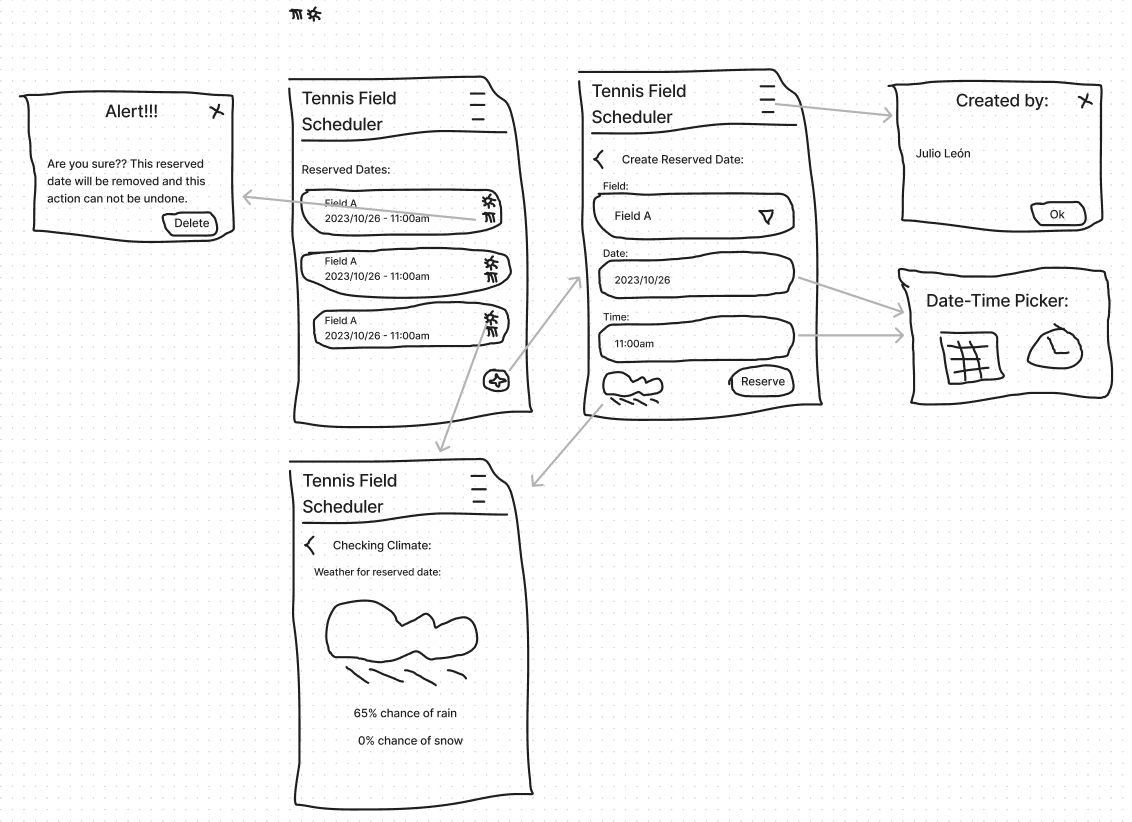 Alert!!!
Are you sure?? This reserved
date will be removed and this
action can not be undone.
Delete
Tennis Field
Scheduler
Reserved Dates:
Field A
2023/10/26 - 11:00am
Field A
2023/10/26 - 11:00am
Field A
2023/10/26 - 11:00am
Tennis Field
Scheduler
Create Reserved Date:
Field:
Field A
Date:
2023/10/26
Time:
11:00am
Reserve
Created by:
Julio León
Ok
Date-Time Picker:
Tennis Field
Scheduler
Checking Climate:
Weather for reserved date:
65% chance of rain
0% chance of snow